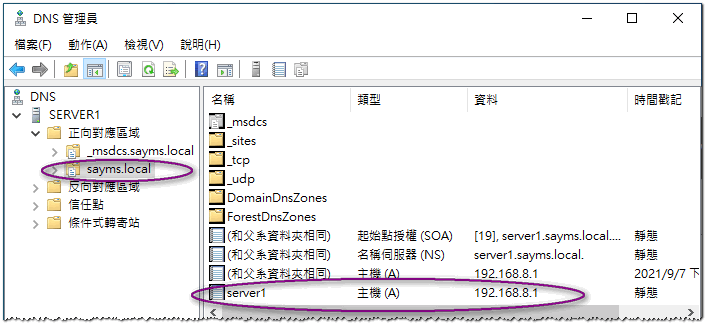 DNS 管理員
檔案(F) 動作(A) 檢視(V) 說明(H)
DNS
SERVER1
正向對應區域
_msdcs.sayms.local
sayms.local
反向對應區域
信任點
條件式轉寄站
名稱 類型 資料 時間戳記
_msdcs
_sites
_tcp
_udp
DomainDnsZones
ForestDnsZones
(和父系資料夾相同) 起始點授權 (SOA) [19], server1.sayms.local.... 靜態
(和父系資料夾相同) 名稱伺服器 (NS) server1.sayms.local. 靜態
(和父系資料夾相同) 主機 (A) 192.168.8.1 2021/9/7 下
server1 主機 (A) 192.168.8.1 靜態